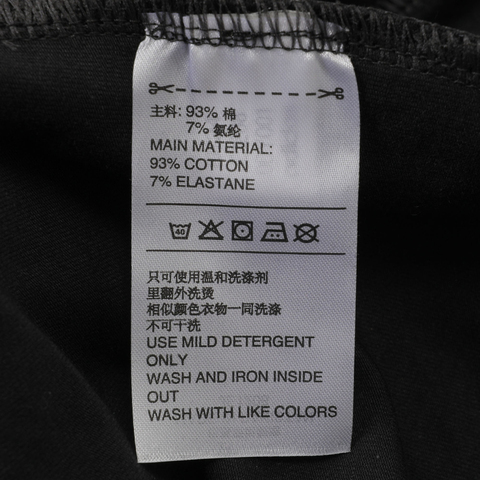 主料: 93% 棉
7% 氨纶
MAIN MATERIAL:
93% COTTON
7% ELASTANE
40
只可使用温和洗涤剂
里翻外洗烫
相似颜色衣物一同洗涤
不可干洗
USE MILD DETERGENT
ONLY
WASH AND IRON INSIDE
OUT
WASH WITH LIKE COLORS